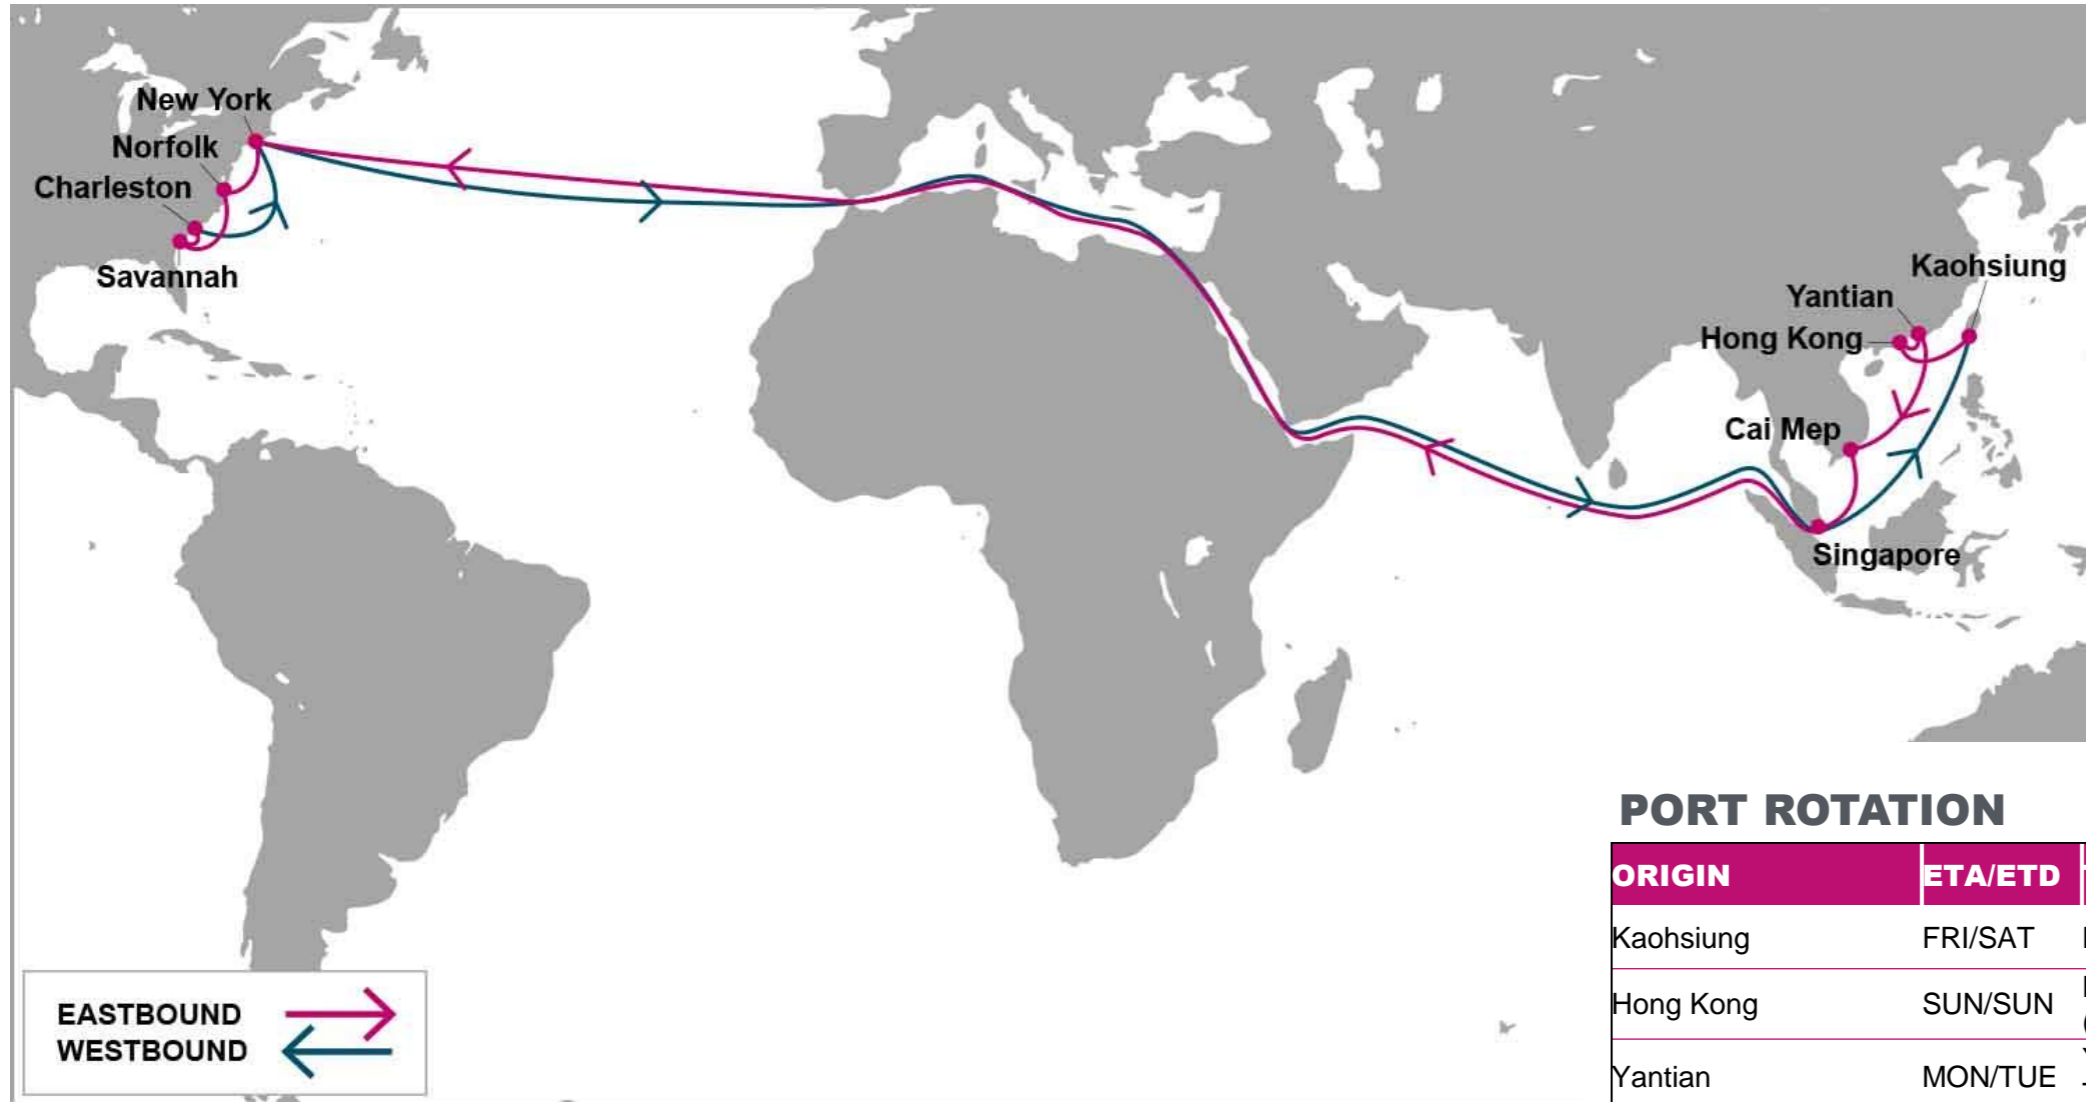 New York
Norfolk
Charleston
Savannah
Kaohsiung
Yantian
Hong Kong
Cai Mep
Singapore
EASTBOUND
WESTBOUND
PORT ROTATION
ORIGIN ETA/ETD
Kaohsiung FRI/SAT
Hong Kong SUN/SUN
Yantian MON/TUE